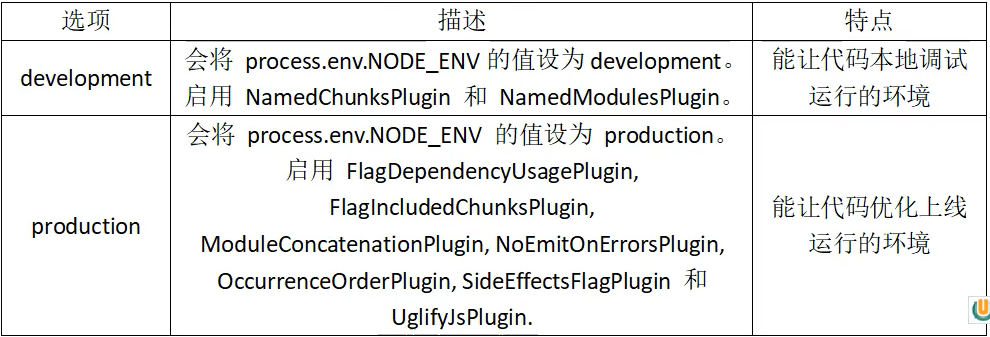 选项 描述 特点
development
会将 process.env.NODE_ENV 的值设为 development。
启用 NamedChunksPlugin 和 NamedModulesPlugin。
能让代码本地调试
运行的环境
production
会将 process.env.NODE_ENV 的值设为 production。
启用 FlagDependencyUsagePlugin,
FlagIncludedChunksPlugin,
ModuleConcatenationPlugin, NoEmitOnErrorsPlugin,
OccurrenceOrderPlugin, SideEffectsFlagPlugin 和
UglifyJsPlugin.
能让代码优化上线
运行的环境